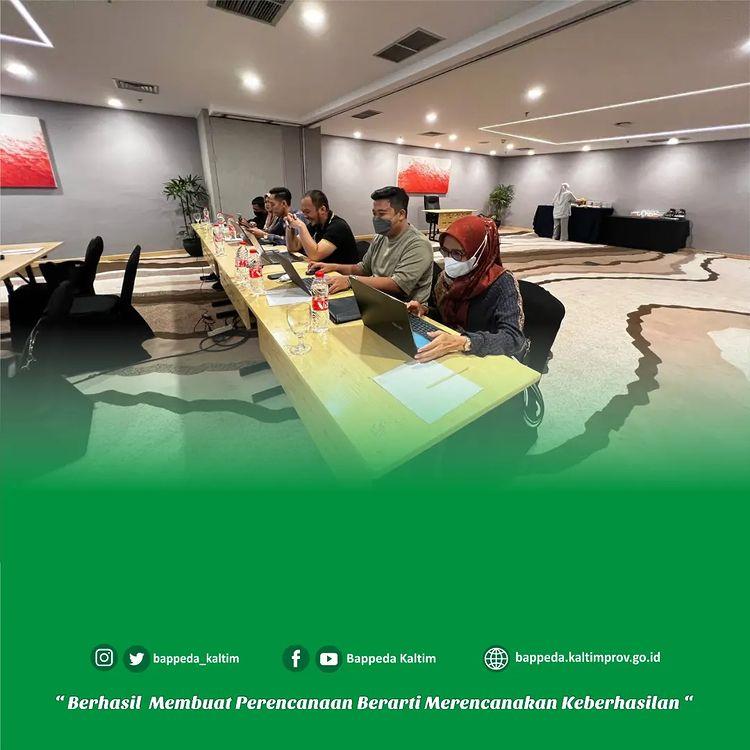 bappeda_kaltim
Bappeda Kaltim
bappeda.kaltimprov.go.id
“ Berhasil Membuat Perencanaan Berarti Merencanakan Keberhasilan “